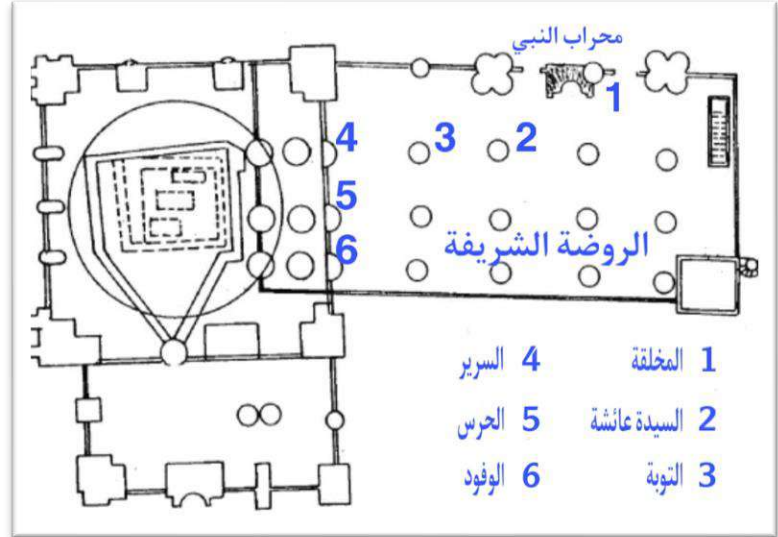 محراب النبي
1
4 3 2
5
6
الروضة الشريفة
1 المخلقة 4 السرير
2 السيدة عائشة 5 الحرس
3 التوبة 6 الوفود